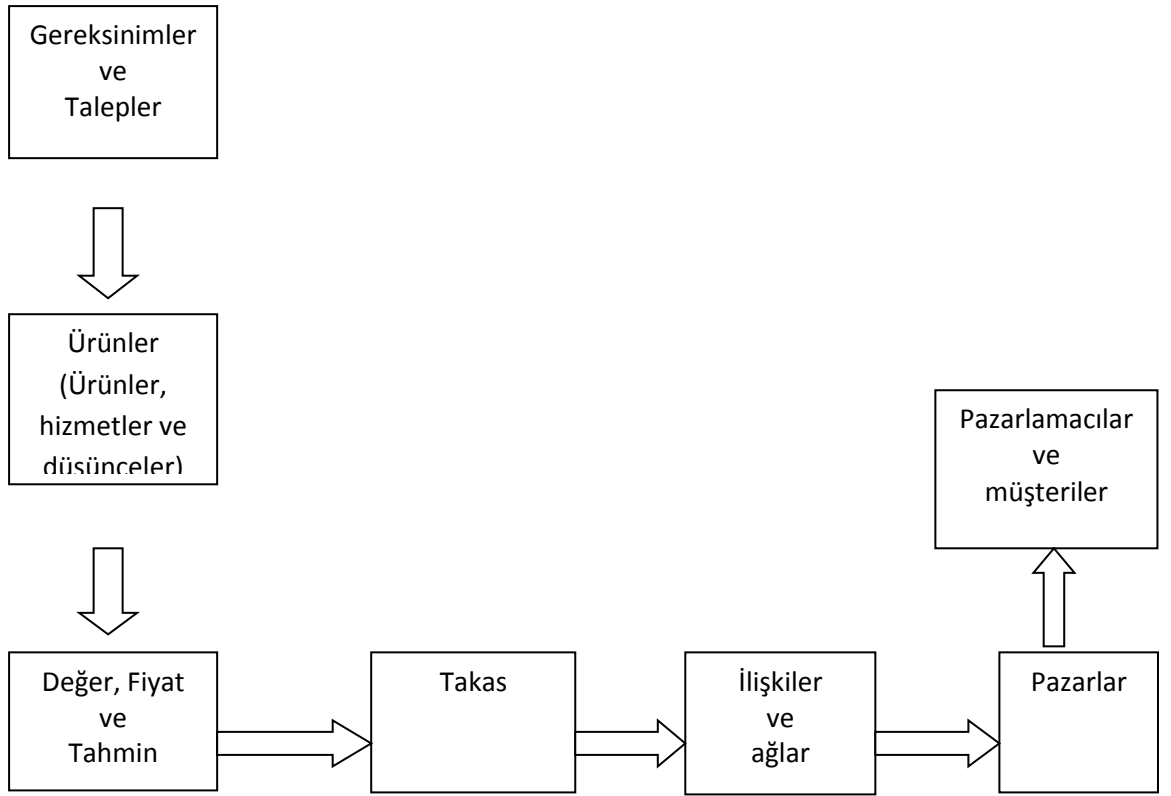 Gereksinimler
ve
Talepler
Ürünler
(Ürünler,
hizmetler ve
düşünceler)
Değer, Fiyat
ve
Tahmin
Takas
İlişkiler
ve
ağlar
Pazarlar
Pazarlamacılar
ve
müşteriler